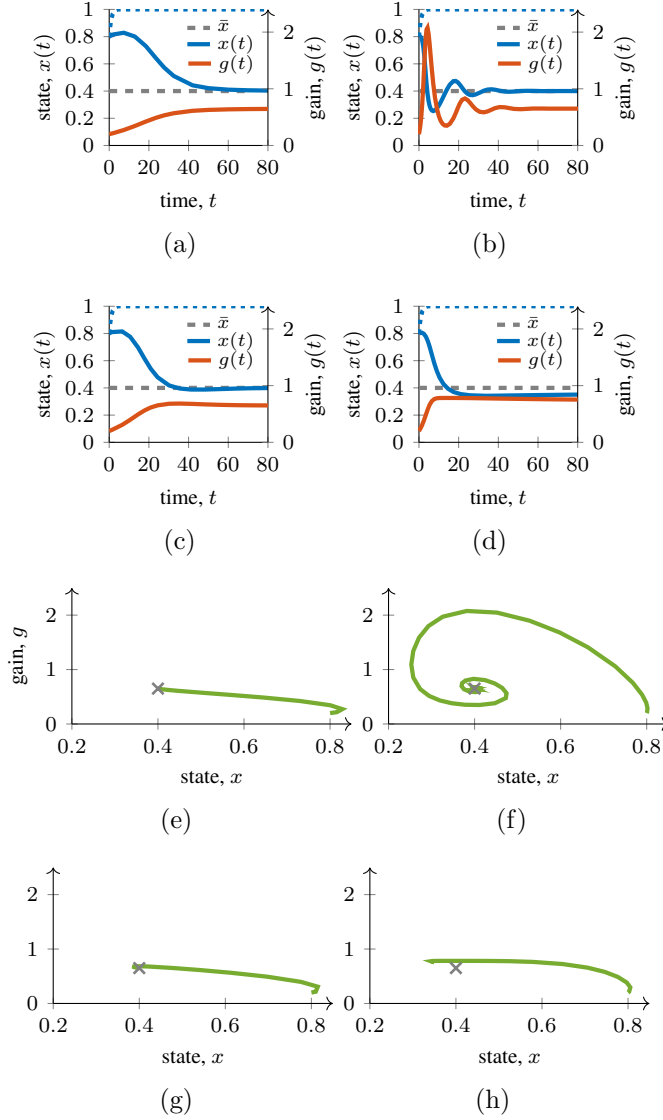 1
0.8
0.6
0.4
0.2
0
state, x(t)
x̄
x(t)
g(t)
2
1
0
gain, g(t)
0 20 40 60 80
time, t
(a)
1
0.8
0.6
0.4
0.2
0
state, x(t)
x̄
x(t)
g(t)
2
1
0
gain, g(t)
0 20 40 60 80
time, t
(b)
1
0.8
0.6
0.4
0.2
0
state, x(t)
x̄
x(t)
g(t)
2
1
0
gain, g(t)
0 20 40 60 80
time, t
(c)
1
0.8
0.6
0.4
0.2
0
state, x(t)
x̄
x(t)
g(t)
2
1
0
gain, g(t)
0 20 40 60 80
time, t
(d)
gain, g
2
1
0
0.2 0.4 0.6 0.8
state, x
(e)
2
1
0
0.2 0.4 0.6 0.8
state, x
(f)
2
1
0
0.2 0.4 0.6 0.8
state, x
(g)
2
1
0
0.2 0.4 0.6 0.8
state, x
(h)